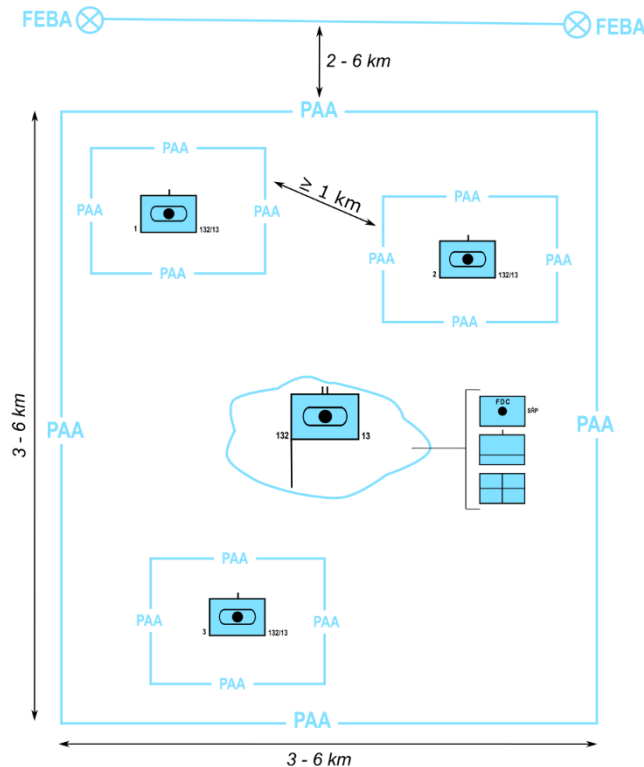 FEBA
FEBA
2 - 6 km
PAA
PAA
≥ 1 km
PAA
PAA
1
132/13
PAA
PAA
PAA
PAA
2
132/13
PAA
3 - 6 km
PAA
PAA
132
13
FDC
SŘP
PAA
PAA
PAA
3
132/13
PAA
PAA
3 - 6 km